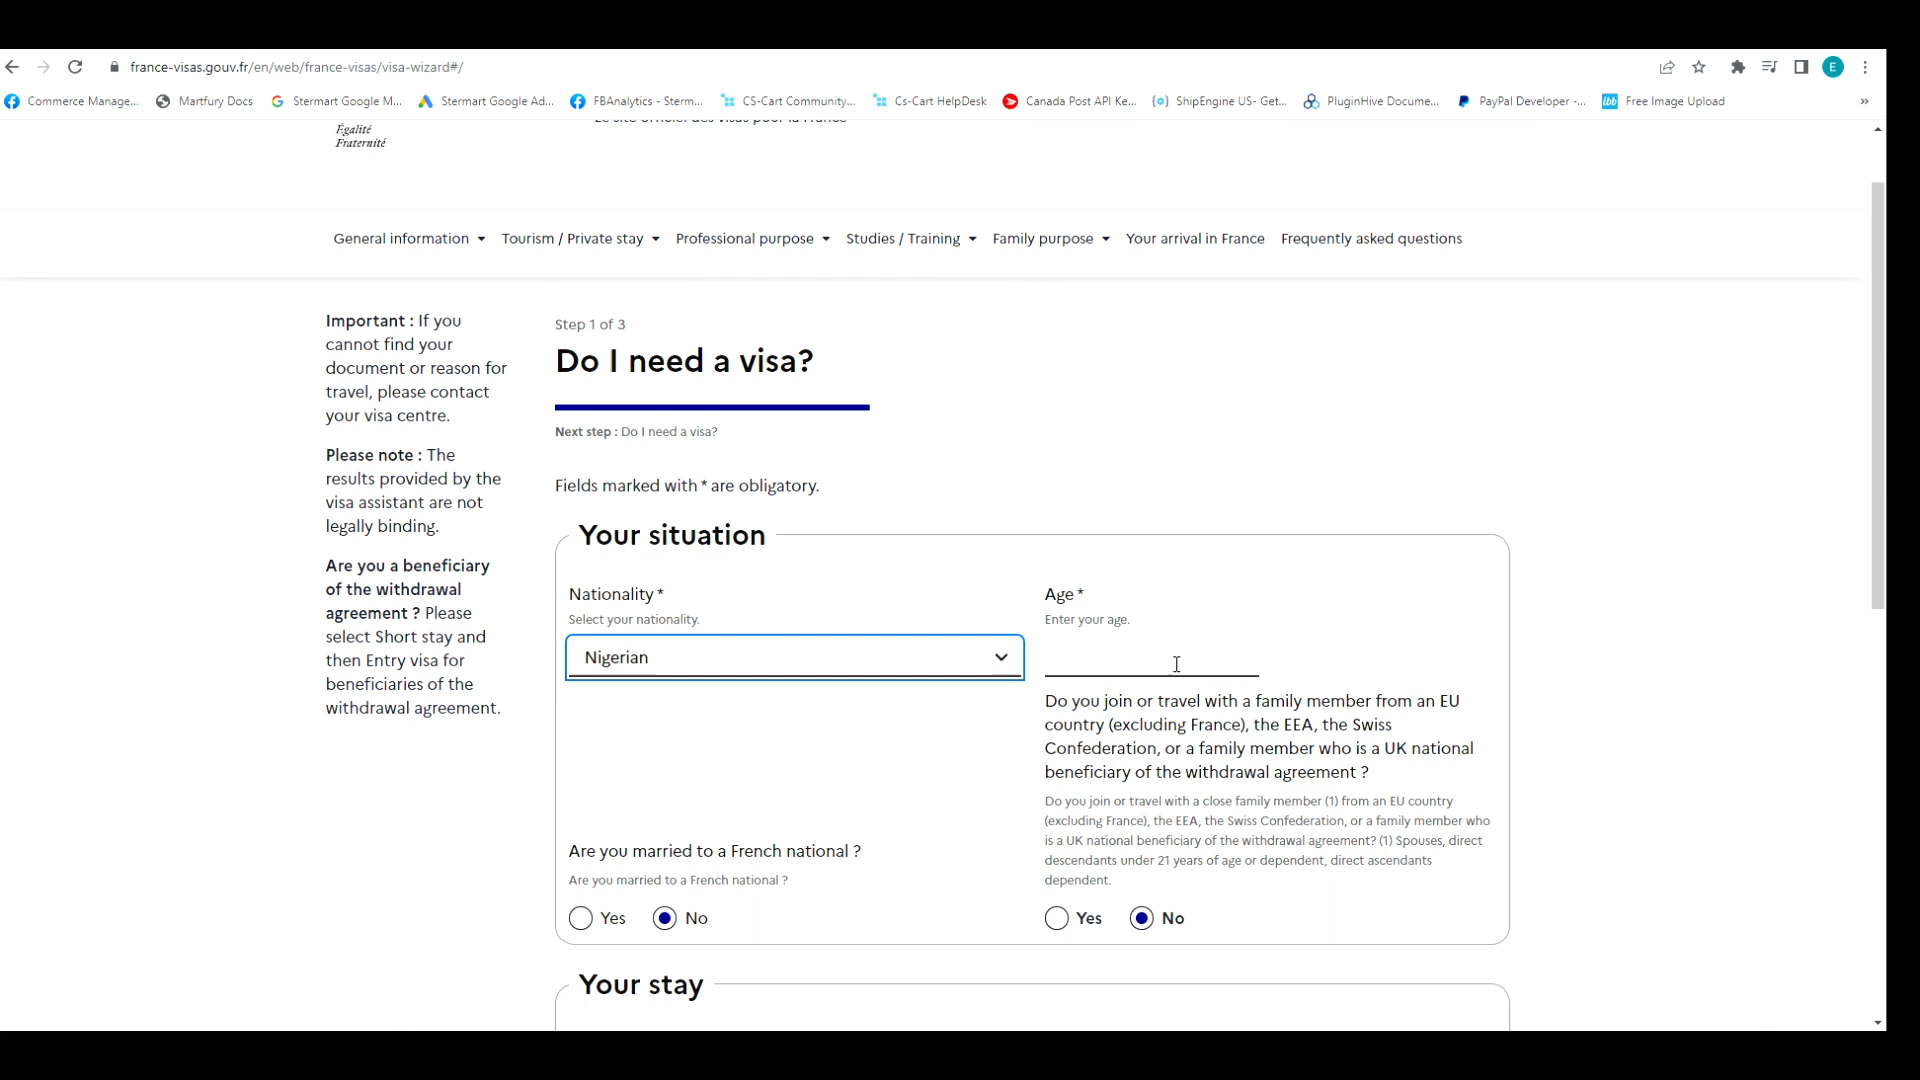 france-visas.gouv.fr/en/web/france-visas/visa-wizard#/
E
Commerce Manage...
Martfury Docs
Stermart Google M...
Stermart Google Ad...
FBAnalytics - Sterm...
CS-Cart Community...
Cs-Cart HelpDesk
Canada Post API Ke...
ShipEngine US- Get...
PluginHive Docume...
PayPal Developer -...
ibb
Free Image Upload
»
Égalité
Fraternité
Le site officiel des visas pour la France
General information
Tourism / Private stay
Professional purpose
Studies / Training
Family purpose
Your arrival in France
Frequently asked questions
Important : If you
cannot find your
document or reason for
travel, please contact
your visa centre.
Please note : The
results provided by the
visa assistant are not
legally binding.
Are you a beneficiary
of the withdrawal
agreement ? Please
select Short stay and
then Entry visa for
beneficiaries of the
withdrawal agreement.
Step 1 of 3
Do I need a visa?
Next step : Do I need a visa?
Fields marked with * are obligatory.
Your situation
Nationality *
Select your nationality.
Nigerian
Age *
Enter your age.
Do you join or travel with a family member from an EU
country (excluding France), the EEA, the Swiss
Confederation, or a family member who is a UK national
beneficiary of the withdrawal agreement ?
Do you join or travel with a close family member (1) from an EU country
(excluding France), the EEA, the Swiss Confederation, or a family member who
is a UK national beneficiary of the withdrawal agreement? (1) Spouses, direct
descendants under 21 years of age or dependent, direct ascendants
dependent.
Are you married to a French national ?
Are you married to a French national ?
Yes
No
Yes
No
Your stay